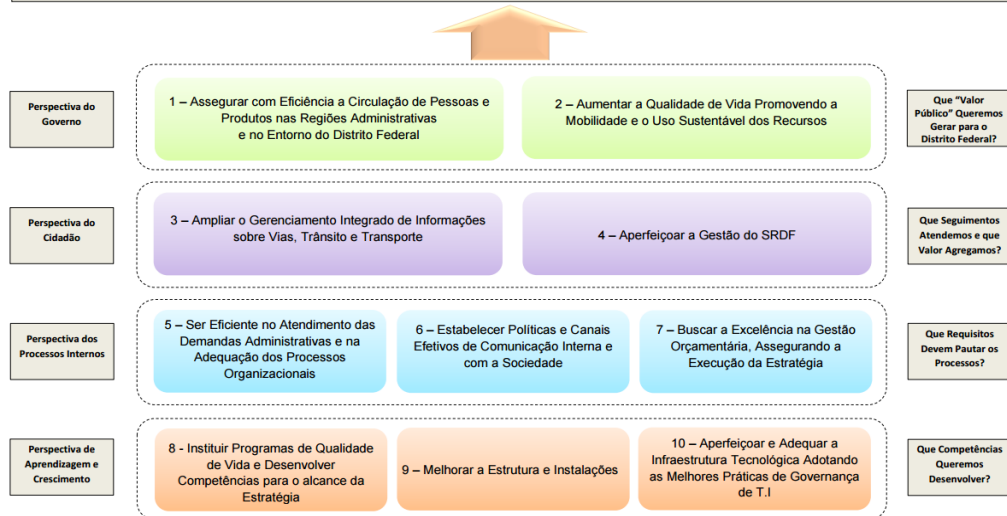 Perspectiva do
Governo
1 – Assegurar com Eficiência a Circulação de Pessoas e
Produtos nas Regiões Administrativas
e no Entorno do Distrito Federal
2 – Aumentar a Qualidade de Vida Promovendo a
Mobilidade e o Uso Sustentável dos Recursos
Que “Valor
Público” Queremos
Gerar para o
Distrito Federal?
Perspectiva do
Cidadão
3 – Ampliar o Gerenciamento Integrado de Informações
sobre Vias, Trânsito e Transporte
4 – Aperfeiçoar a Gestão do SRDF
Que Seguimentos
Atendemos e que
Valor Agregamos?
Perspectiva dos
Processos Internos
5 – Ser Eficiente no Atendimento das
Demandas Administrativas e na
Adequação dos Processos
Organizacionais
6 – Estabelecer Políticas e Canais
Efetivos de Comunicação Interna e
com a Sociedade
7 – Buscar a Excelência na Gestão
Orçamentária, Assegurando a
Execução da Estratégia
Que Requisitos
Devem Pautar os
Processos?
Perspectiva de
Aprendizagem e
Crescimento
8 - Instituir Programas de Qualidade
de Vida e Desenvolver
Competências para o alcance da
Estratégia
9 – Melhorar a Estrutura e Instalações
10 – Aperfeiçoar e Adequar a
Infraestrutura Tecnológica Adotando
as Melhores Práticas de Governança
de T.I
Que Competências
Queremos
Desenvolver?